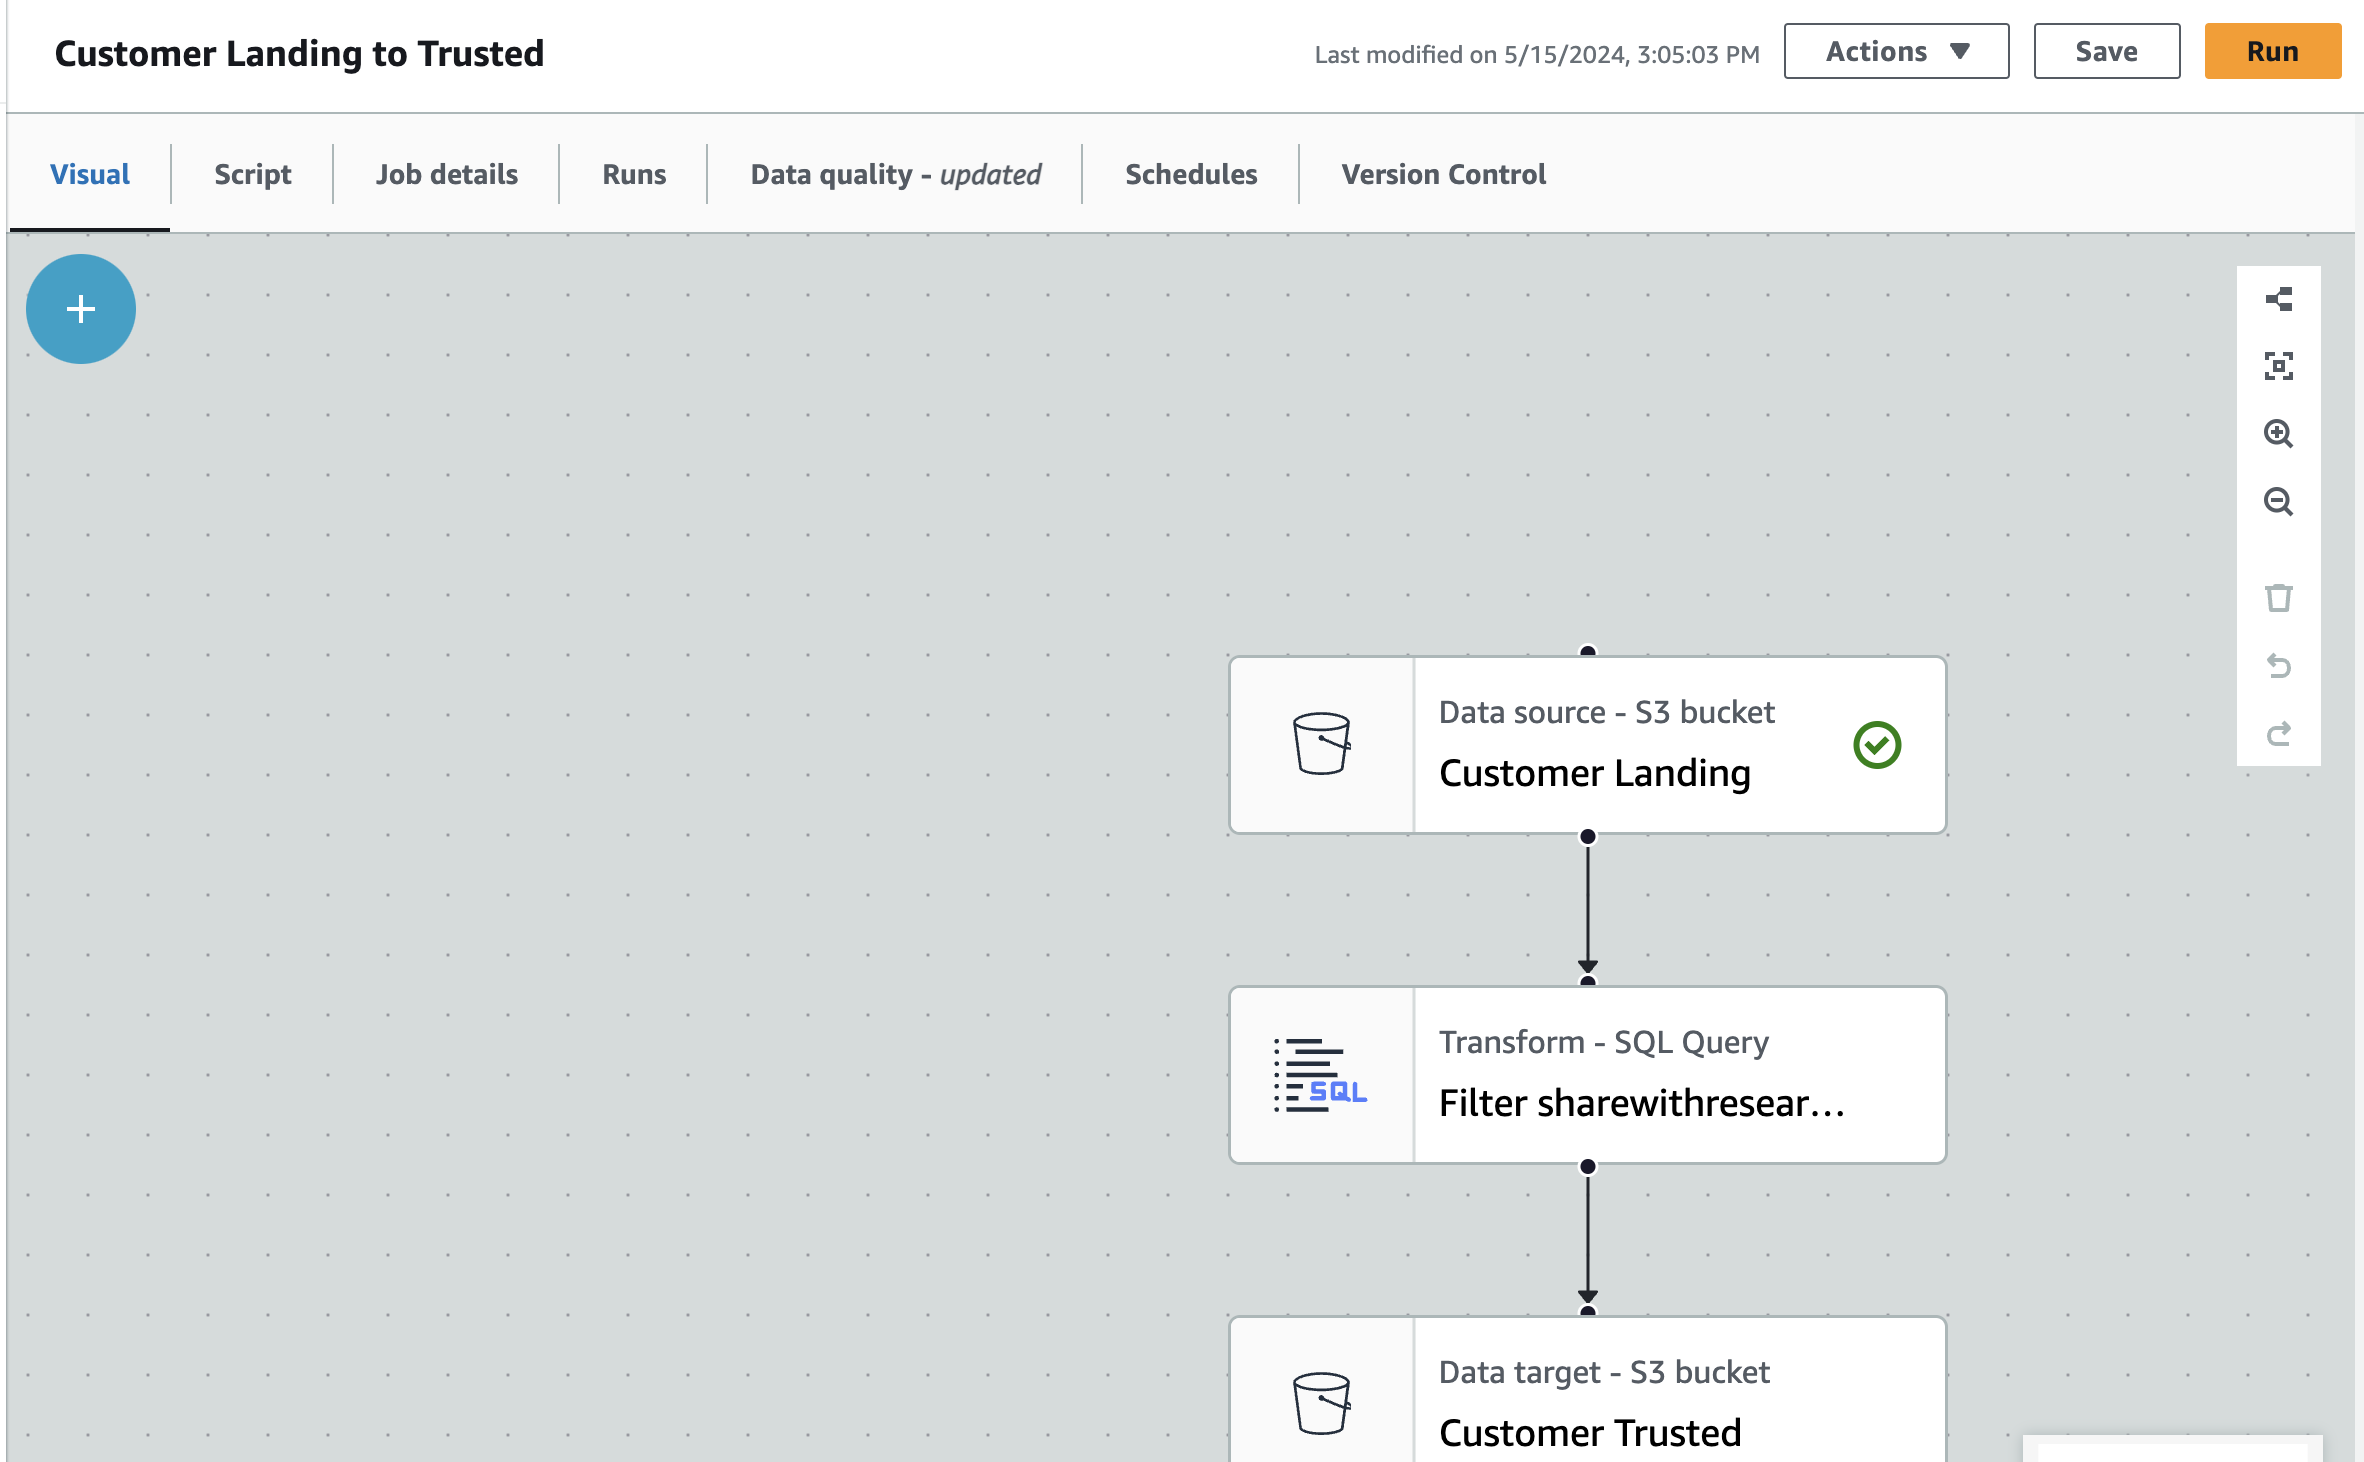 Customer Landing to Trusted
Last modified on 5/15/2024, 3:05:03 PM
Actions
Save
Run
Visual
Script
Job details
Runs
Data quality - updated
Schedules
Version Control
Data source - S3 bucket
Customer Landing
Transform - SQL Query
SQL
Filter sharewithresear...
Data target - S3 bucket
Customer Trusted